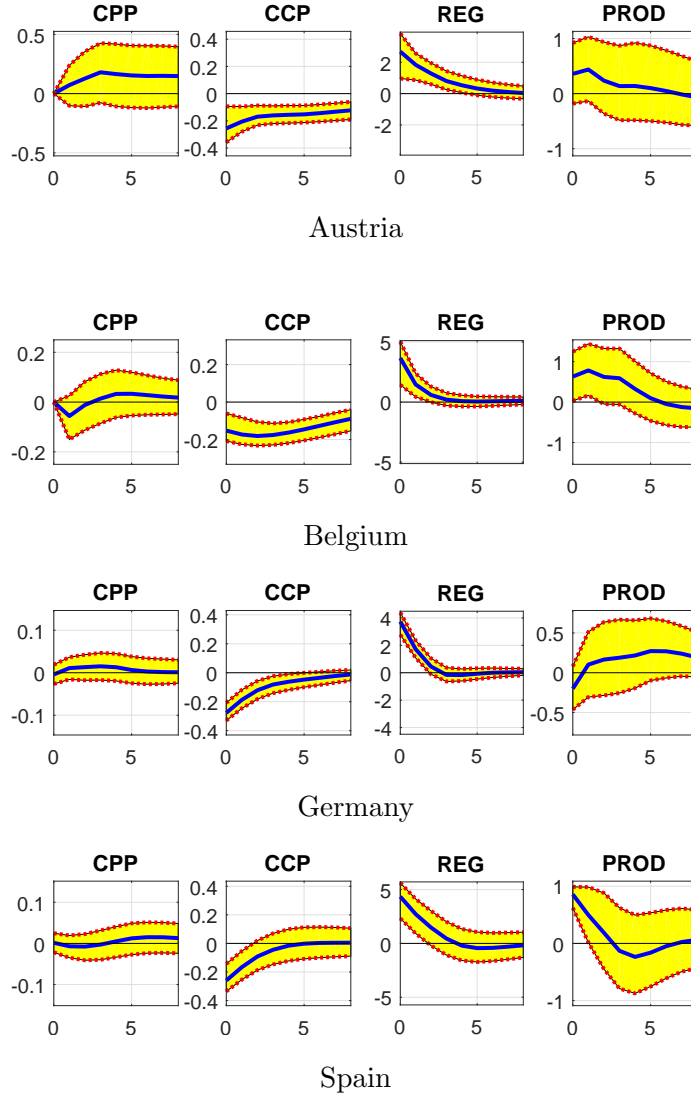 CPP CCP REG PROD
0.5 0 -0.5 0 5
0.4 0.2 0 -0.2 -0.4 0 5
2 0 -2 0 5
1 0 -1 0 5
Austria
CPP CCP REG PROD
0.2 0 -0.2 0 5
0.2 0 -0.2 0 5
5 0 -5 0 5
1 0 -1 0 5
Belgium
CPP CCP REG PROD
0.1 0 -0.1 0 5
0.4 0.2 0 -0.2 -0.4 0 5
4 2 0 -2 -4 0 5
0.5 0 -0.5 0 5
Germany
CPP CCP REG PROD
0.1 0 -0.1 0 5
0.4 0.2 0 -0.2 -0.4 0 5
5 0 -5 0 5
1 0 -1 0 5
Spain